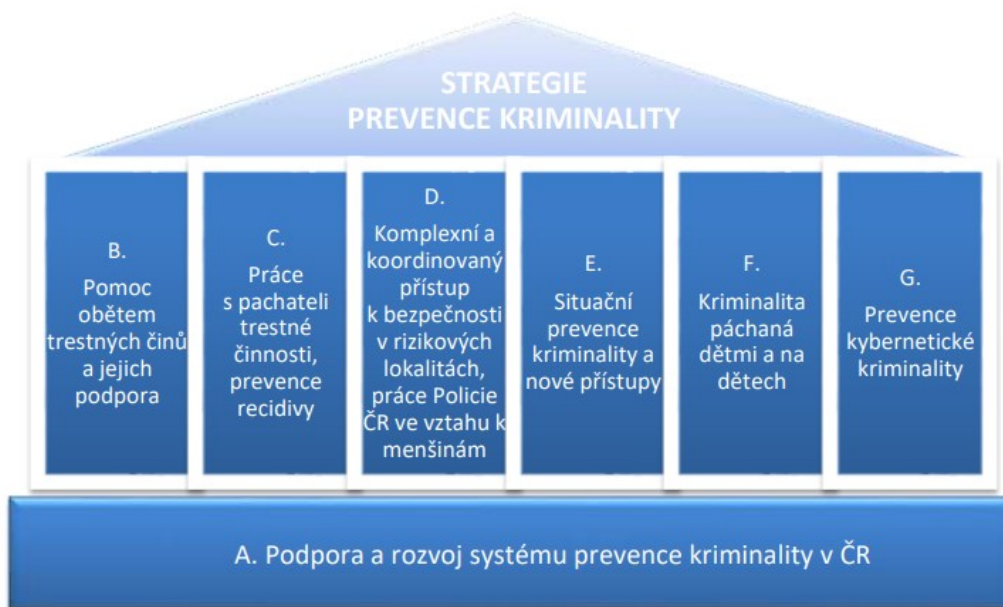 STRATEGIE
PREVENCE KRIMINALITY
B.
Pomoc
obětem
trestných činů
a jejich
podpora
C.
Práce
s pachateli
trestné
činnosti,
prevence
recidivy
D.
Komplexní a
koordinovaný
přístup
k bezpečnosti
v rizikových
lokalitách,
práce Policie
ČR ve vztahu k
menšinám
E.
Situační
prevence
kriminality a
nové přístupy
F.
Kriminalita
páchaná
dětmi a na
dětech
G.
Prevence
kybernetické
kriminality
A. Podpora a rozvoj systému prevence kriminality v ČR